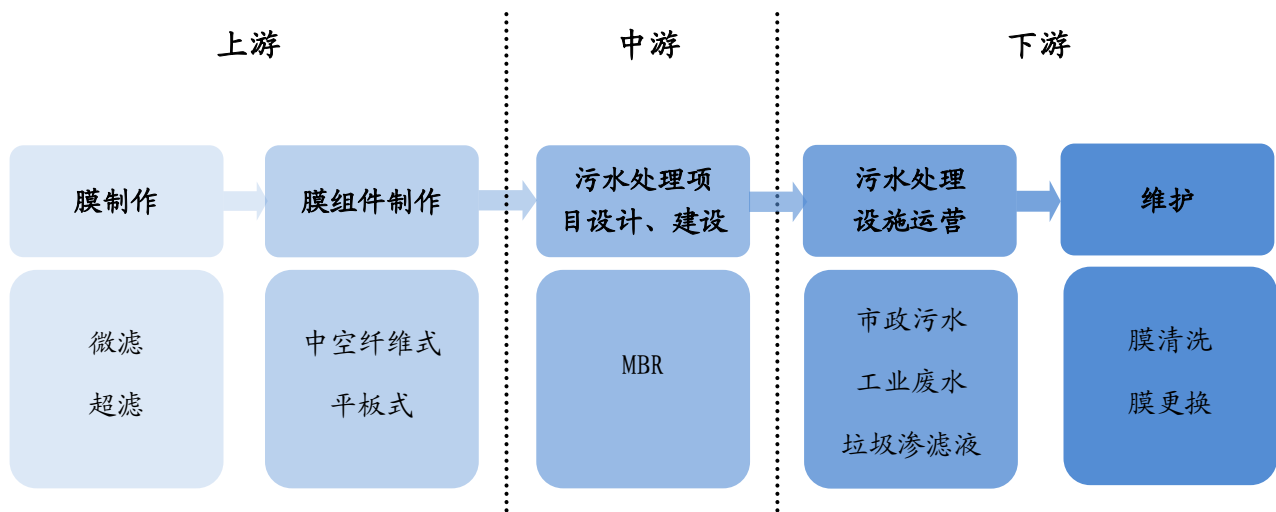 上游
中游
下游
膜制作
膜组件制作
污水处理项
目设计、建设
污水处理
设施运营
维护
微滤
超滤
中空纤维式
平板式
MBR
市政污水
工业废水
垃圾渗滤液
膜清洗
膜更换